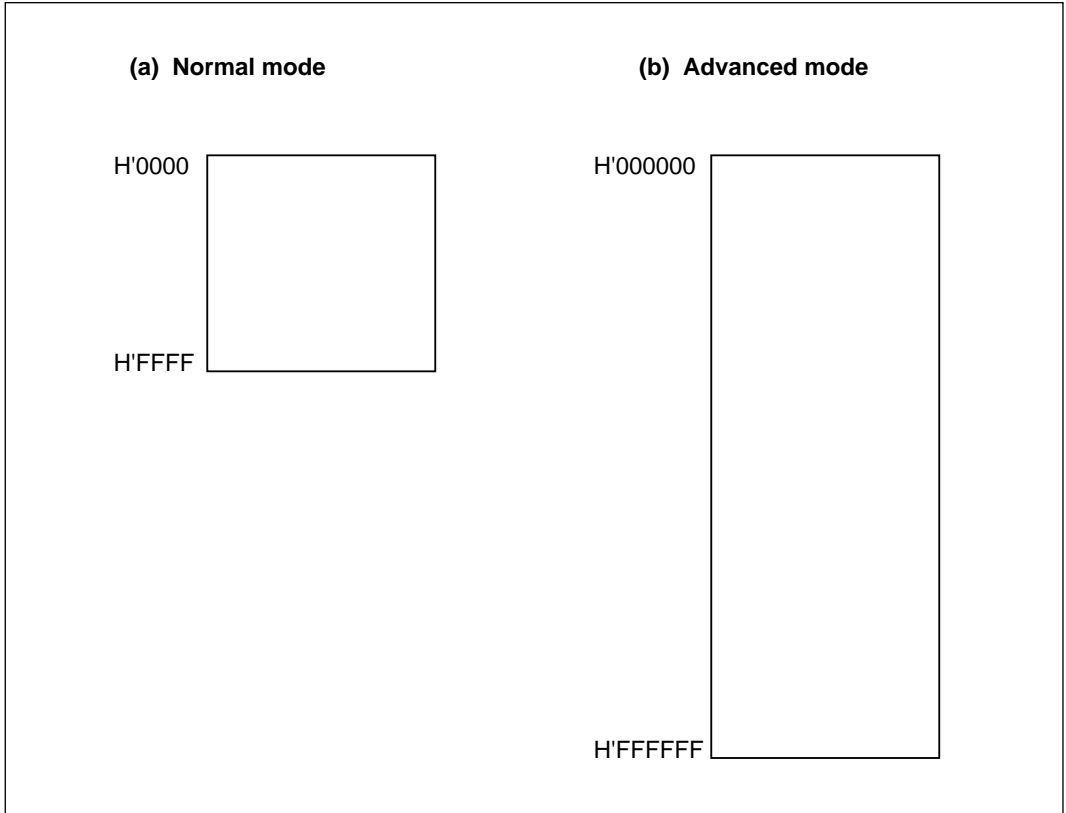 (a) Normal mode
H'0000
H'FFFF
(b) Advanced mode
H'000000
H'FFFFFF